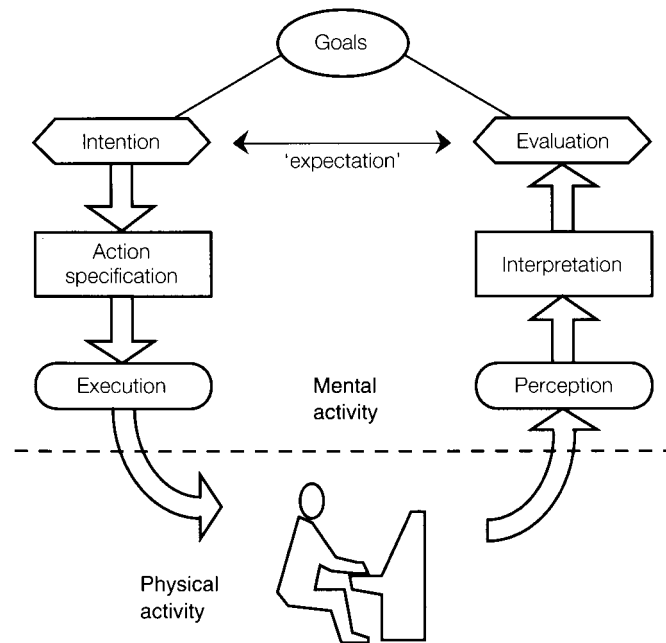 Goals
Intention
Evaluation
'expectation'
Action
specification
Interpretation
Execution
Perception
Mental
activity
Physical
activity